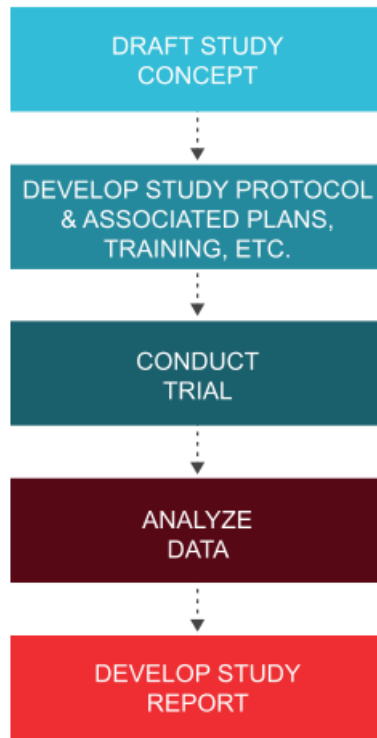 DRAFT STUDY
CONCEPT
DEVELOP STUDY PROTOCOL
& ASSOCIATED PLANS,
TRAINING, ETC.
CONDUCT
TRIAL
ANALYZE
DATA
DEVELOP STUDY
REPORT